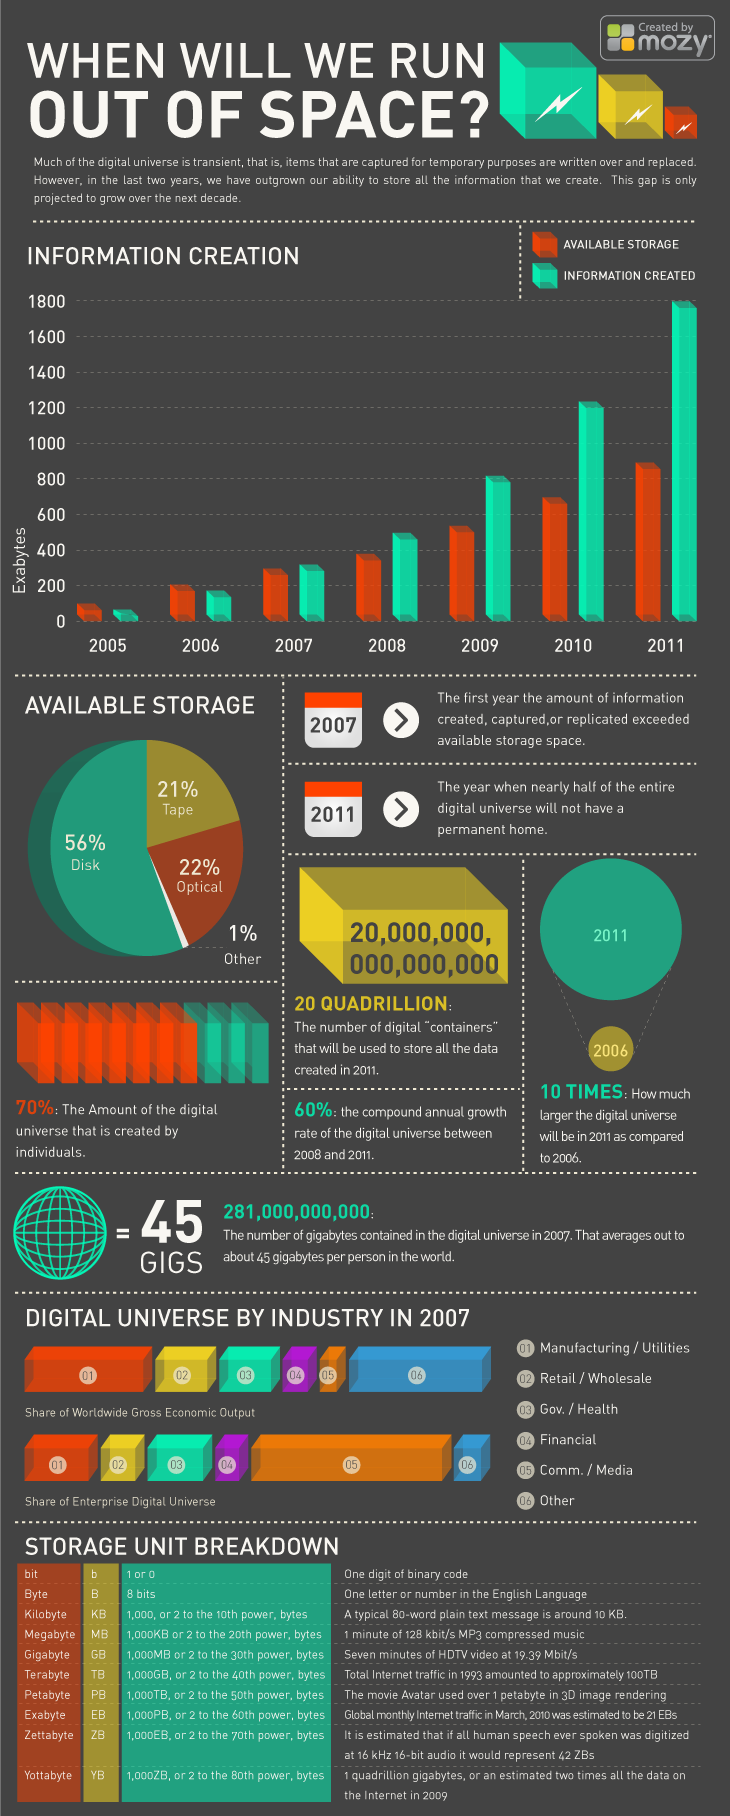 Created by
mozy
WHEN WILL WE RUN
OUT OF SPACE?
Much of the digital universe is transient, that is, items that are captured for temporary purposes are written over and replaced.
However, in the last two years, we have outgrown our ability to store all the information that we create. This gap is only
projected to grow over the next decade.
INFORMATION CREATION
AVAILABLE STORAGE
INFORMATION CREATED
1800
1600
1400
1200
1000
800
600
400
200
0
Exabytes
2005 2006 2007 2008 2009 2010 2011
AVAILABLE STORAGE
21%
Tape
56%
Disk
22%
Optical
1%
Other
2007
The first year the amount of information
created, captured,or replicated exceeded
available storage space.
2011
The year when nearly half of the entire
digital universe will not have a
permanent home.
70%: The Amount of the digital
universe that is created by
individuals.
20,000,000,
000,000,000
20 QUADRILLION:
The number of digital “containers”
that will be used to store all the data
created in 2011.
60%: the compound annual growth
rate of the digital universe between
2008 and 2011.
2011
2006
10 TIMES: How much
larger the digital universe
will be in 2011 as compared
to 2006.
= 45
GIGS
281,000,000,000:
The number of gigabytes contained in the digital universe in 2007. That averages out to
about 45 gigabytes per person in the world.
DIGITAL UNIVERSE BY INDUSTRY IN 2007
01 02 03 04 05 06
Share of Worldwide Gross Economic Output
01 02 03 04 05 06
Share of Enterprise Digital Universe
01 Manufacturing / Utilities
02 Retail / Wholesale
03 Gov. / Health
04 Financial
05 Comm. / Media
06 Other
STORAGE UNIT BREAKDOWN
bit b 1 or 0 One digit of binary code
Byte B 8 bits One letter or number in the English Language
Kilobyte KB 1,000, or 2 to the 10th power, bytes A typical 80-word plain text message is around 10 KB.
Megabyte MB 1,000KB or 2 to the 20th power, bytes 1 minute of 128 kbit/s MP3 compressed music
Gigabyte GB 1,000MB or 2 to the 30th power, bytes Seven minutes of HDTV video at 19.39 Mbit/s
Terabyte TB 1,000GB, or 2 to the 40th power, bytes Total Internet traffic in 1993 amounted to approximately 100TB
Petabyte PB 1,000TB, or 2 to the 50th power, bytes The movie Avatar used over 1 petabyte in 3D image rendering
Exabyte EB 1,000PB, or 2 to the 60th power, bytes Global monthly Internet traffic in March, 2010 was estimated to be 21 EBs
Zettabyte ZB 1,000EB, or 2 to the 70th power, bytes It is estimated that if all human speech ever spoken was digitized
at 16 kHz 16-bit audio it would represent 42 ZBs
Yottabyte YB 1,000ZB, or 2 to the 80th power, bytes 1 quadrillion gigabytes, or an estimated two times all the data on
the Internet in 2009